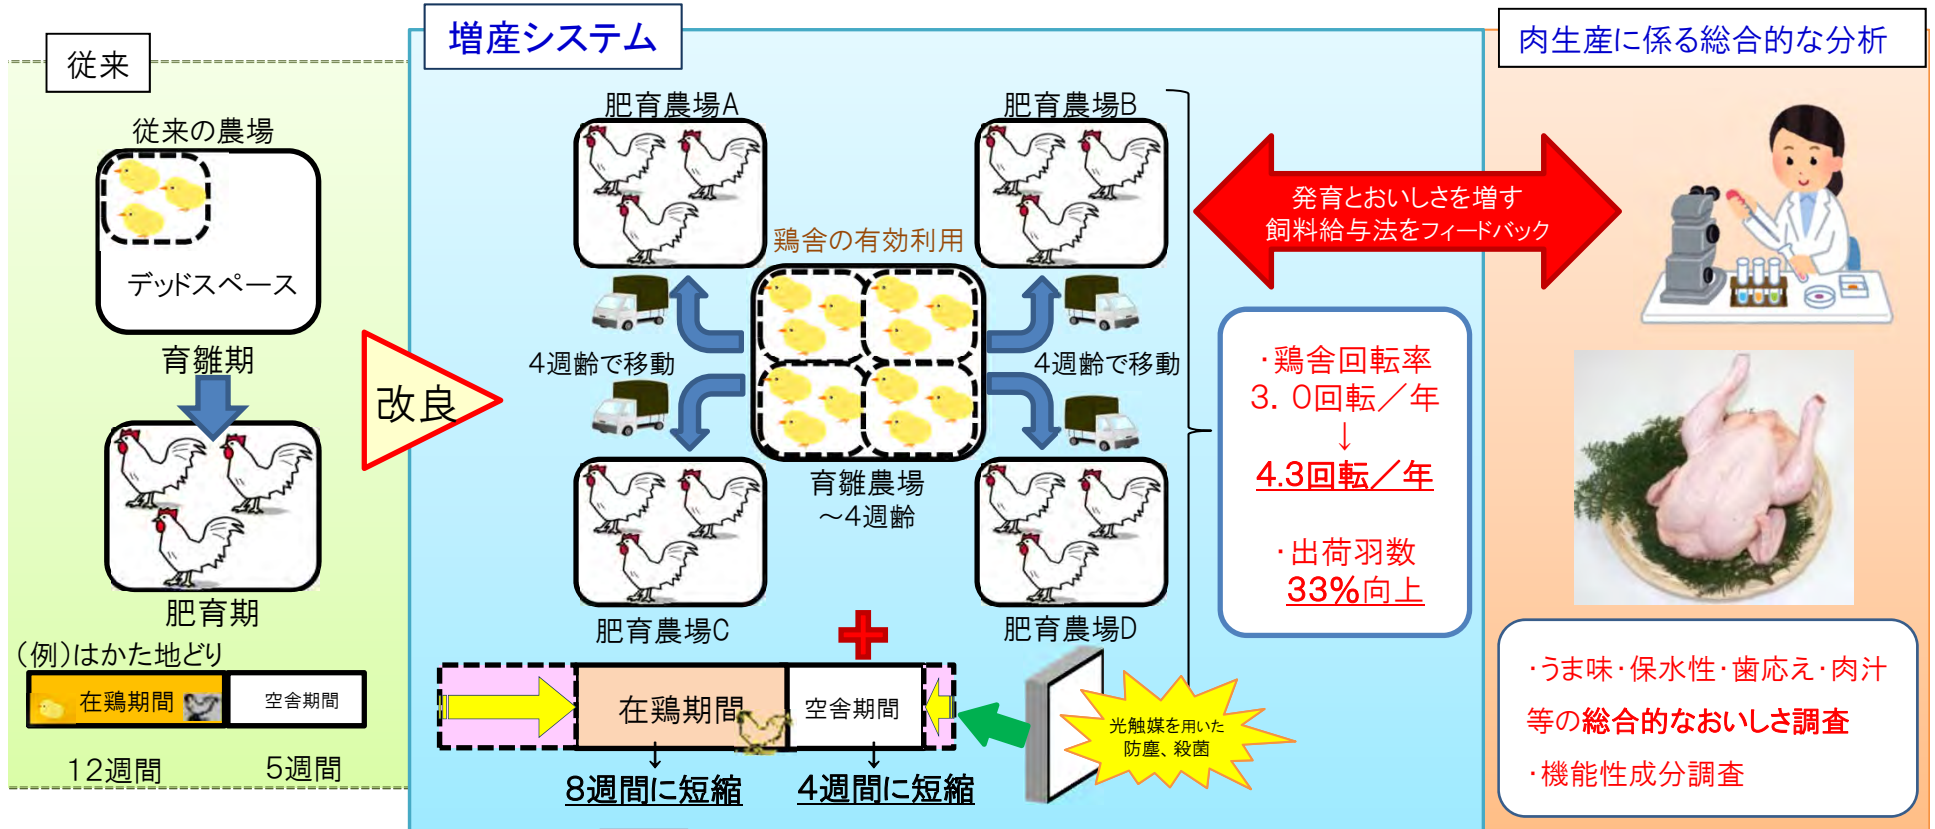 従来
従来の農場
デッドスペース
育雛期
肥育期
(例)はかた地どり
在鶏期間
空舎期間
12週間
5週間
改良
増産システム
肥育農場A
肥育農場B
鶏舎の有効利用
4週齢で移動
4週齢で移動
育雛農場
～4週齢
肥育農場C
肥育農場D
在鶏期間
空舎期間
8週間に短縮
4週間に短縮
光触媒を用いた
防塵、殺菌
・鶏舎回転率
3.0回転／年
↓
4.3回転／年
・出荷羽数
33%向上
発育とおいしさを増す
飼料給与法をフィードバック
肉生産に係る総合的な分析
・うま味・保水性・歯応え・肉汁
等の総合的なおいしさ調査
・機能性成分調査